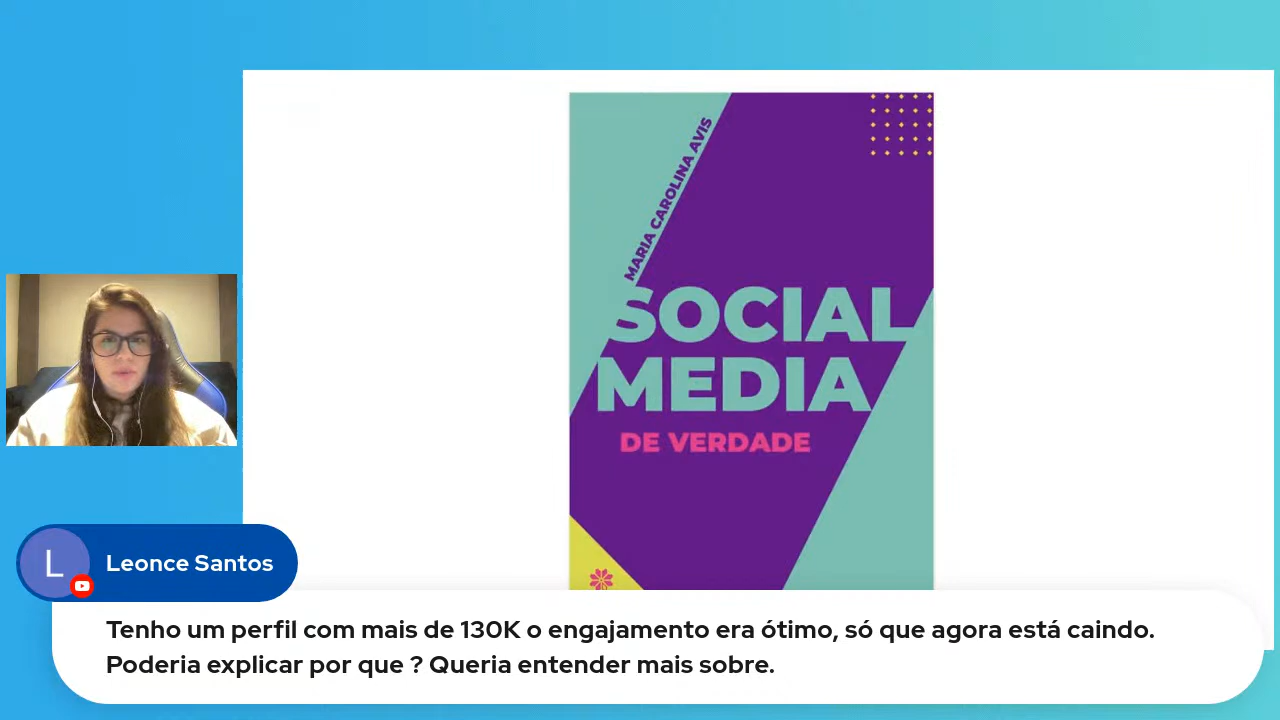 MARIA CAROLINA AVIS
SOCIAL
MEDIA
DE VERDADE
L
Leonce Santos
Tenho um perfil com mais de 130K o engajamento era ótimo, só que agora está caindo.
Poderia explicar por que ? Queria entender mais sobre.